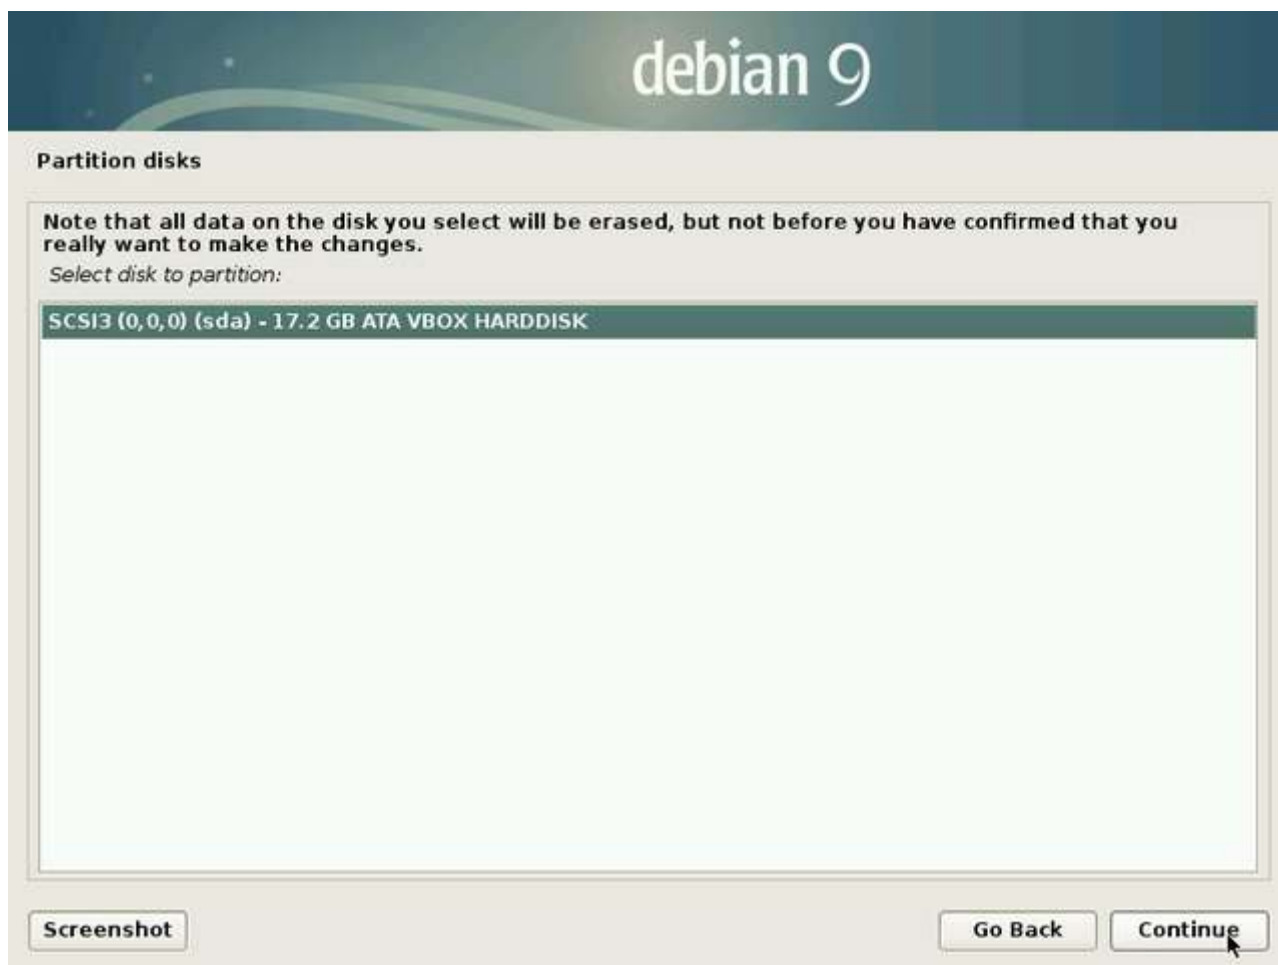 debian 9
Partition disks
Note that all data on the disk you select will be erased, but not before you have confirmed that you
really want to make the changes.
Select disk to partition:
SCSI3 (0,0,0) (sda) - 17.2 GB ATA VBOX HARDDISK
Screenshot
Go Back
Continue